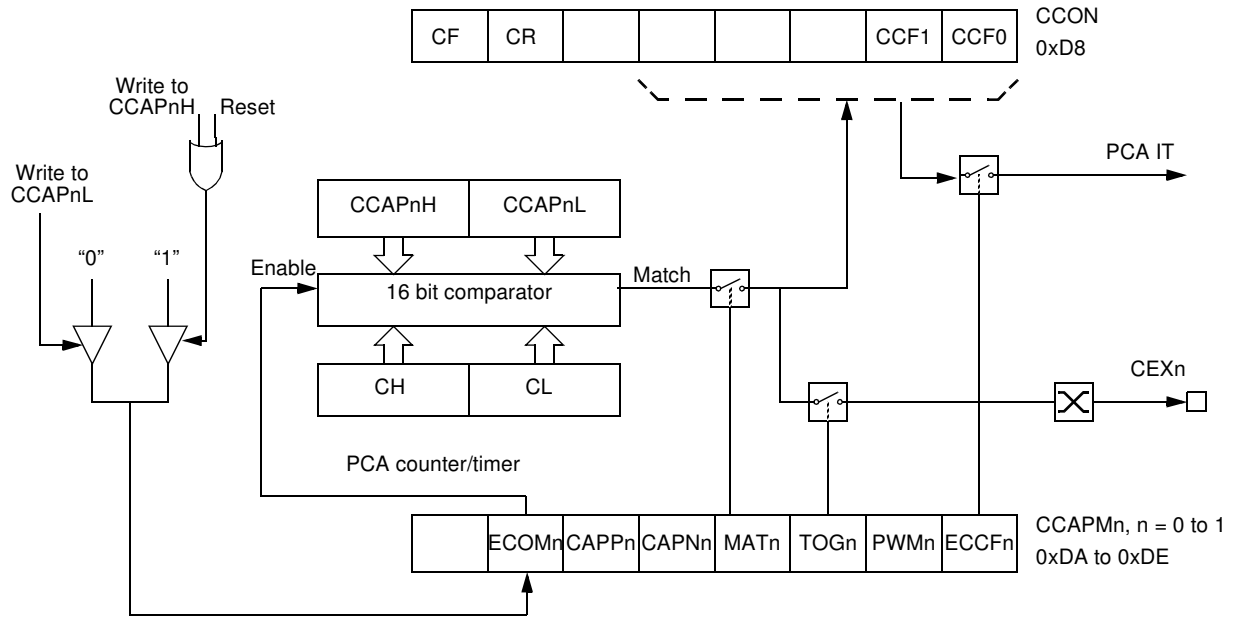 CCON
CF CR CCF1 CCF0
0xD8
Write to
CCAPnH
Reset
PCA IT
Write to
CCAPnL
CCAPnH CCAPnL
“0” “1”
Enable
16 bit comparator
Match
CH CL
CEXn
PCA counter/timer
ECOMn CAPPn CAPNn MATn TOGn PWMn ECCFn
CCAPMn, n = 0 to 1
0xDA to 0xDE